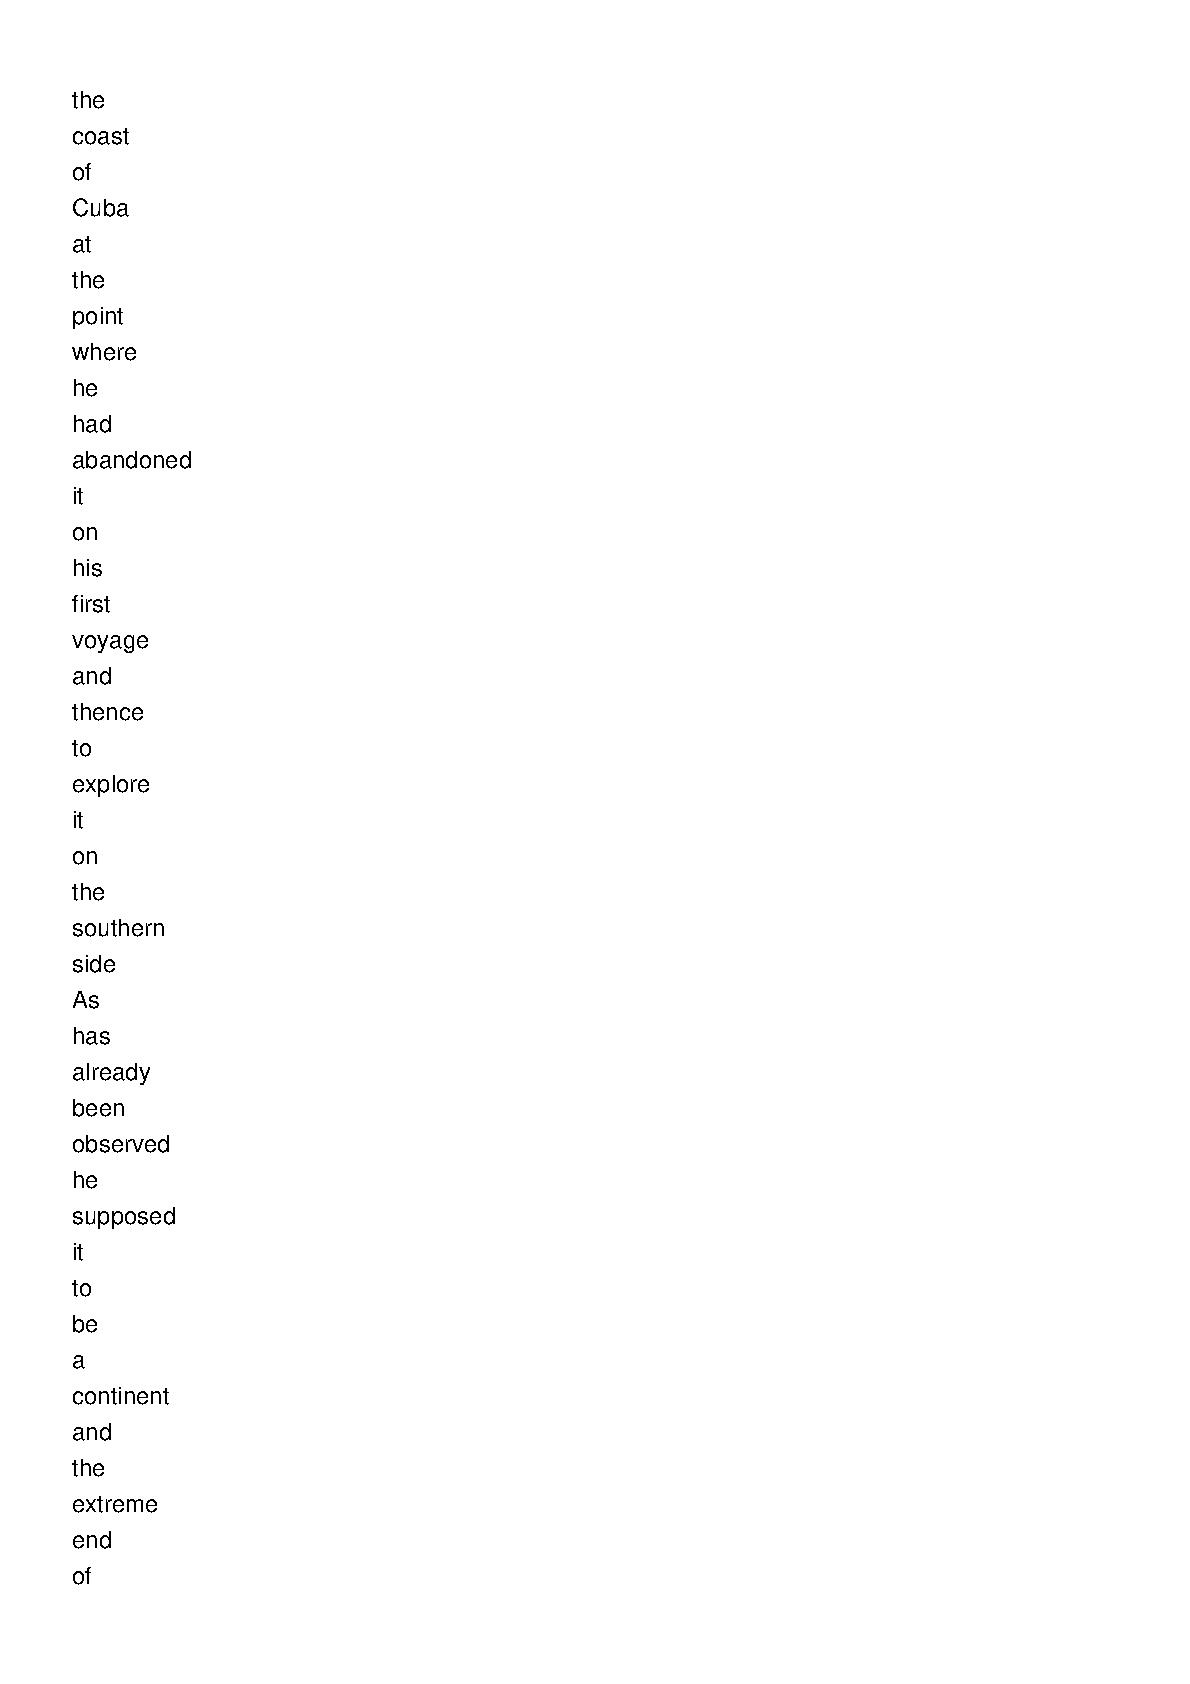 the
coast
of
Cuba
at
the
point
where
he
had
abandoned
it
on
his
first
voyage
and
thence
to
explore
it
on
the
southern
side
As
has
already
been
observed
he
supposed
it
to
be
a
continent
and
the
extreme
end
of